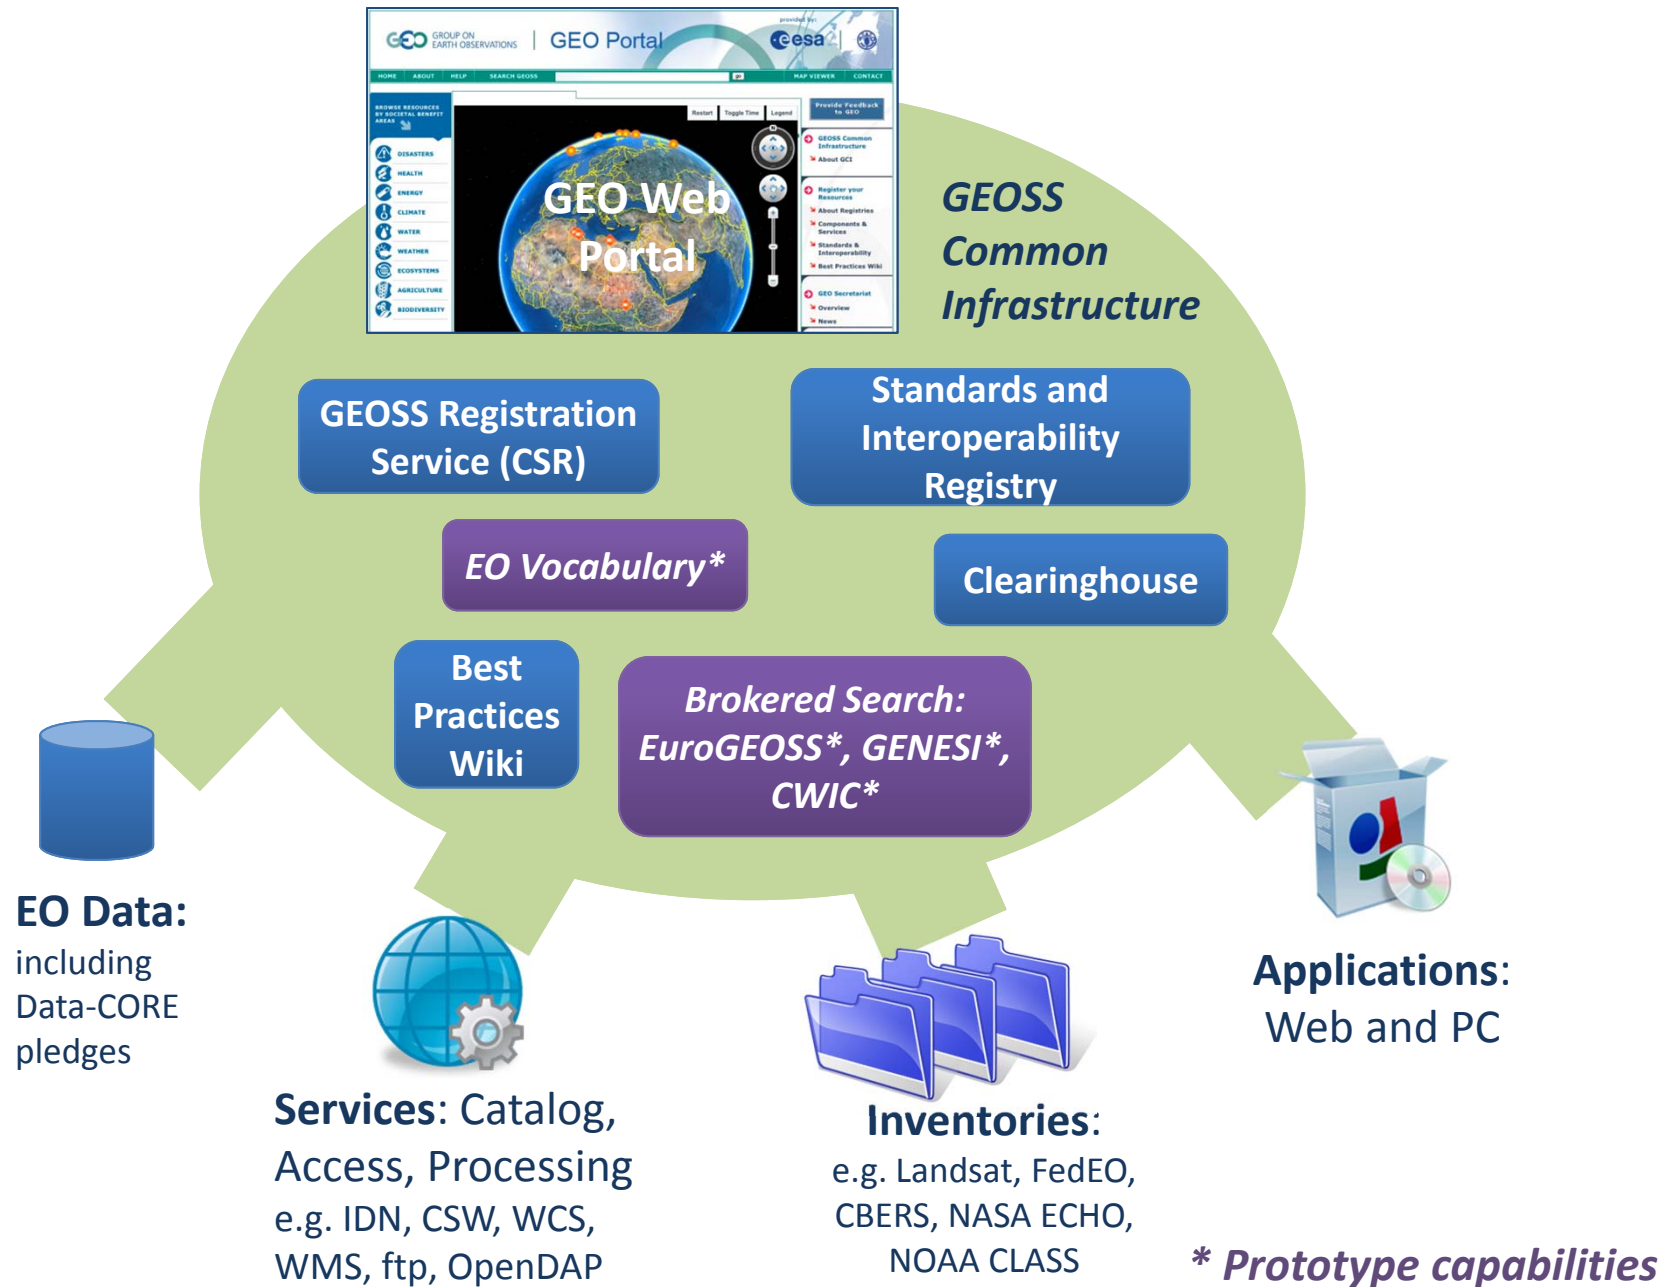 GEO GROUP ON
EARTH OBSERVATIONS
GEO Portal
provided by:
esa
HOME ABOUT HELP SEARCH GEOSS go MAP VIEWER CONTACT
BROWSE RESOURCES
BY SOCIETAL BENEFIT
AREAS
DISASTERS
HEALTH
ENERGY
CLIMATE
WATER
WEATHER
ECOSYSTEMS
AGRICULTURE
BIODIVERSITY
Restart Toggle Time Legend
N
GEO Web
Portal
Provide Feedback
to GEO
GEOSS Common
Infrastructure
About GCI
Register your
Resources
About Registries
Components &
Services
Standards &
Interoperability
Best Practices Wiki
GEO Secretariat
Overview
News
GEOSS
Common
Infrastructure
GEOSS Registration
Service (CSR)
Standards and
Interoperability
Registry
EO Vocabulary*
Clearinghouse
Best
Practices
Wiki
Brokered Search:
EuroGEOSS*, GENESI*,
CWIC*
EO Data:
including
Data-CORE
pledges
Services: Catalog,
Access, Processing
e.g. IDN, CSW, WCS,
WMS, ftp, OpenDAP
Inventories:
e.g. Landsat, FedEO,
CBERS, NASA ECHO,
NOAA CLASS
Applications:
Web and PC
* Prototype capabilities